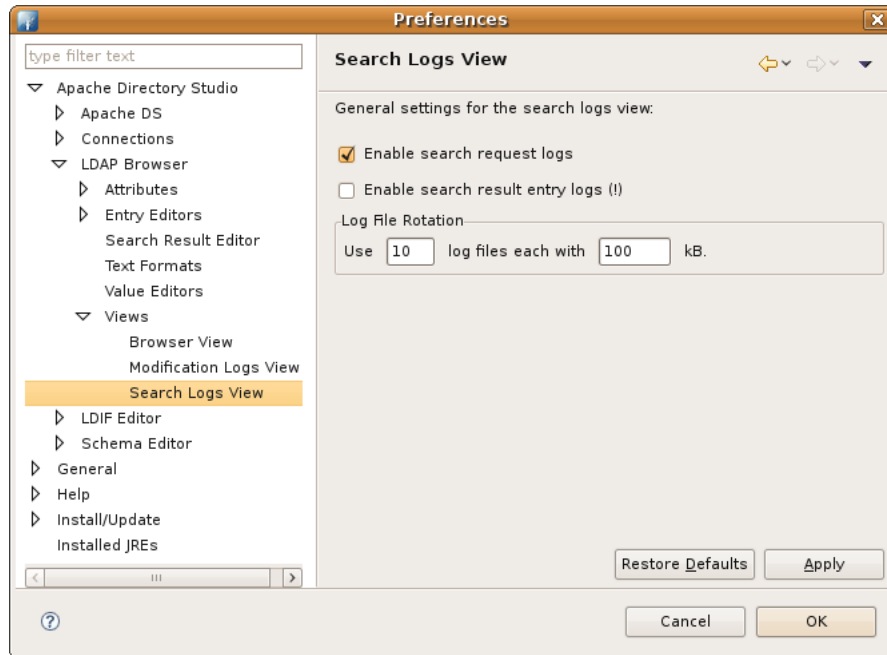 Preferences
type filter text
Apache Directory Studio
Apache DS
Connections
LDAP Browser
Attributes
Entry Editors
Search Result Editor
Text Formats
Value Editors
Views
Browser View
Modification Logs View
Search Logs View
LDIF Editor
Schema Editor
General
Help
Install/Update
Installed JREs
Search Logs View
General settings for the search logs view:
Enable search request logs
Enable search result entry logs (!)
Log File Rotation
Use 10 log files each with 100 kB.
Restore Defaults Apply
? Cancel OK